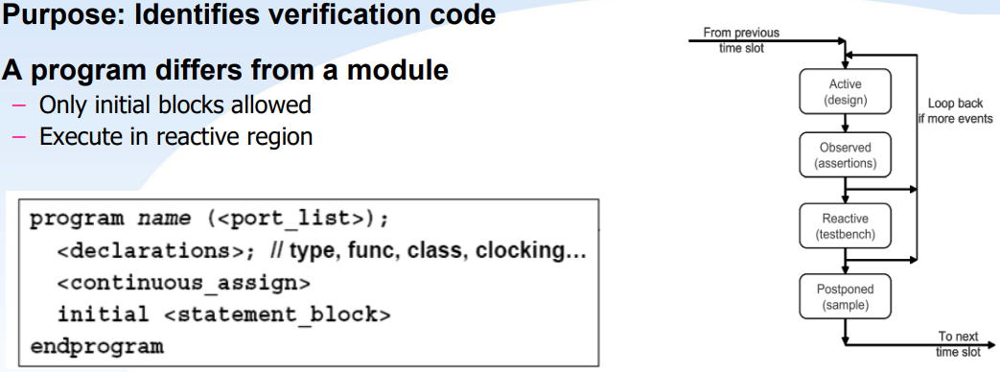 Purpose: Identifies verification code
A program differs from a module
– Only initial blocks allowed
– Execute in reactive region
program name (<port_list>);
<declarations>; // type, func, class, clocking…
<continuous_assign>
initial <statement_block>
endprogram
From previous
time slot
Active
(design)
Loop back
if more events
Observed
(assertions)
Reactive
(testbench)
Postponed
(sample)
To next
time slot